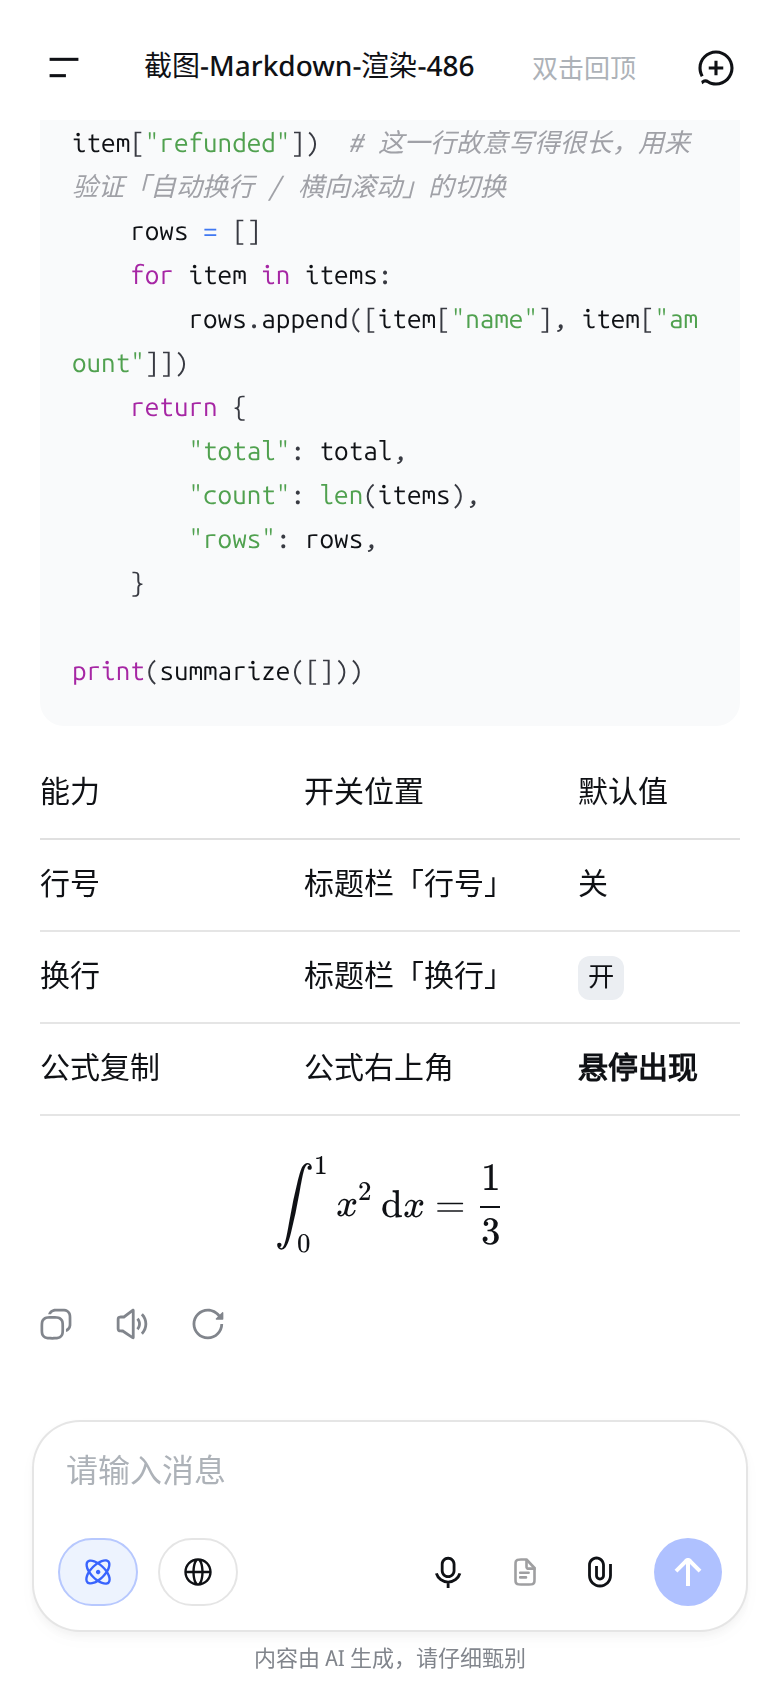 截图-Markdown-渲染-486 双击回顶
item["refunded"])  # 这一行故意写得很长，用来
验证「自动换行 / 横向滚动」的切换
    rows = []
    for item in items:
        rows.append([item["name"], item["am
ount"]])
    return {
        "total": total,
        "count": len(items),
        "rows": rows,
    }
print(summarize([]))
能力 开关位置 默认值
行号 标题栏「行号」 关
换行 标题栏「换行」 开
公式复制 公式右上角 悬停出现
∫₀¹ x² dx = 1/3
请输入消息
内容由 AI 生成，请仔细甄别